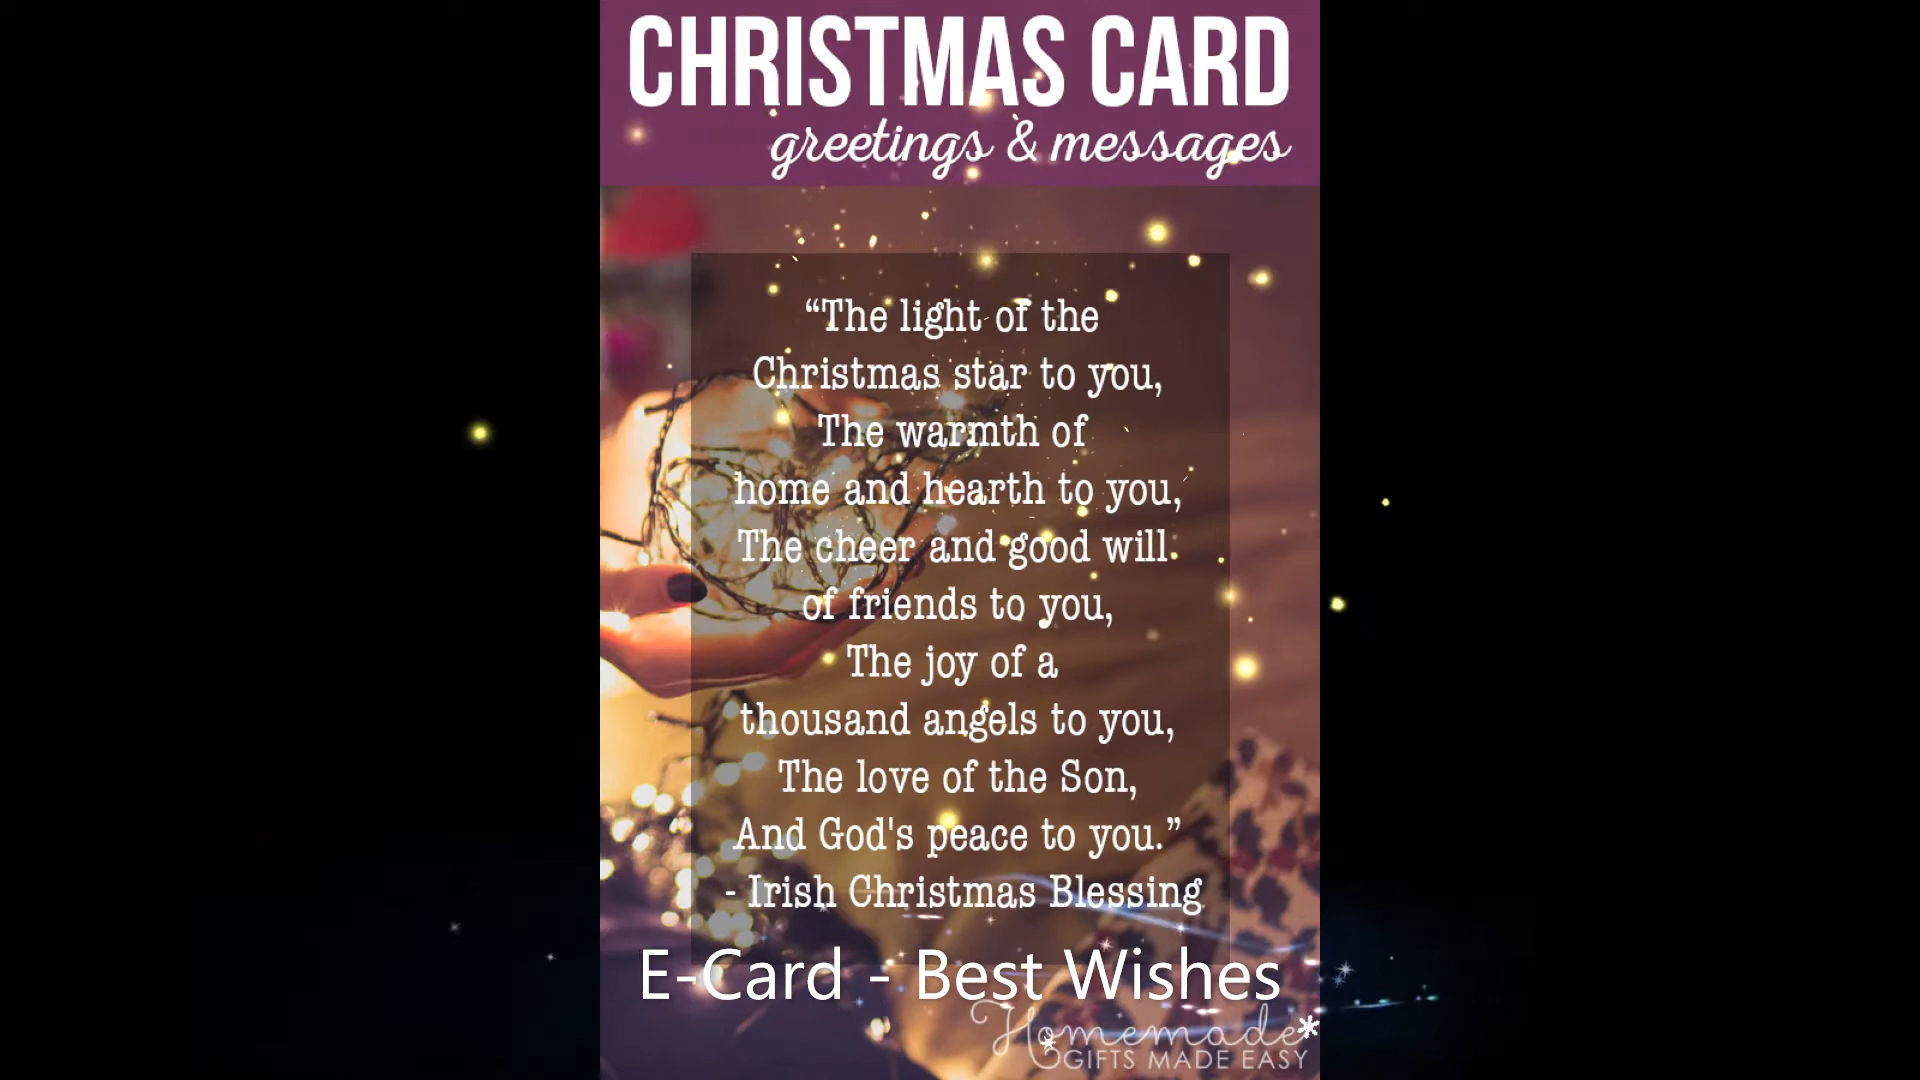 CHRISTMAS CARD
greetings & messages
“The light of the
Christmas star to you,
The warmth of
home and hearth to you,
The cheer and good will
of friends to you,
The joy of a
thousand angels to you,
The love of the Son,
And God's peace to you.”
- Irish Christmas Blessing
E-Card - Best Wishes
Homemade
GIFTS MADE EASY